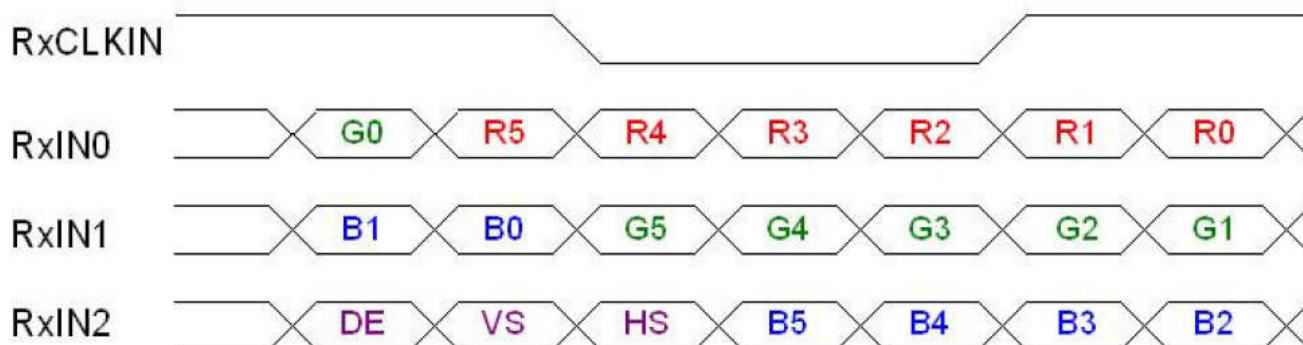 RxCLKIN
RxIN0 G0 R5 R4 R3 R2 R1 R0
RxIN1 B1 B0 G5 G4 G3 G2 G1
RxIN2 DE VS HS B5 B4 B3 B2